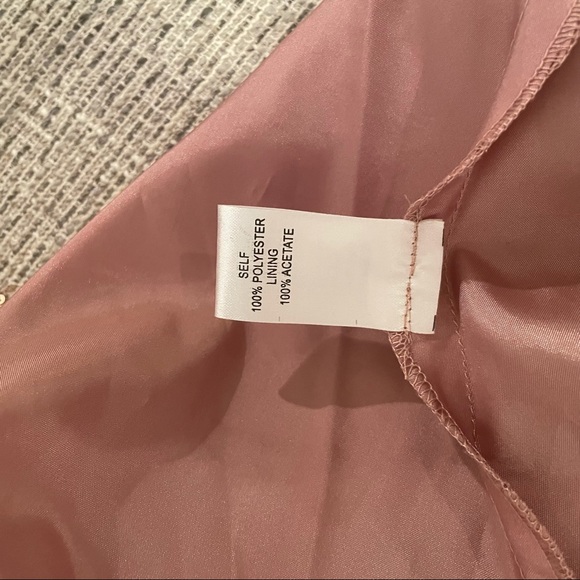 SELF
100% POLYESTER
LINING
100% ACETATE